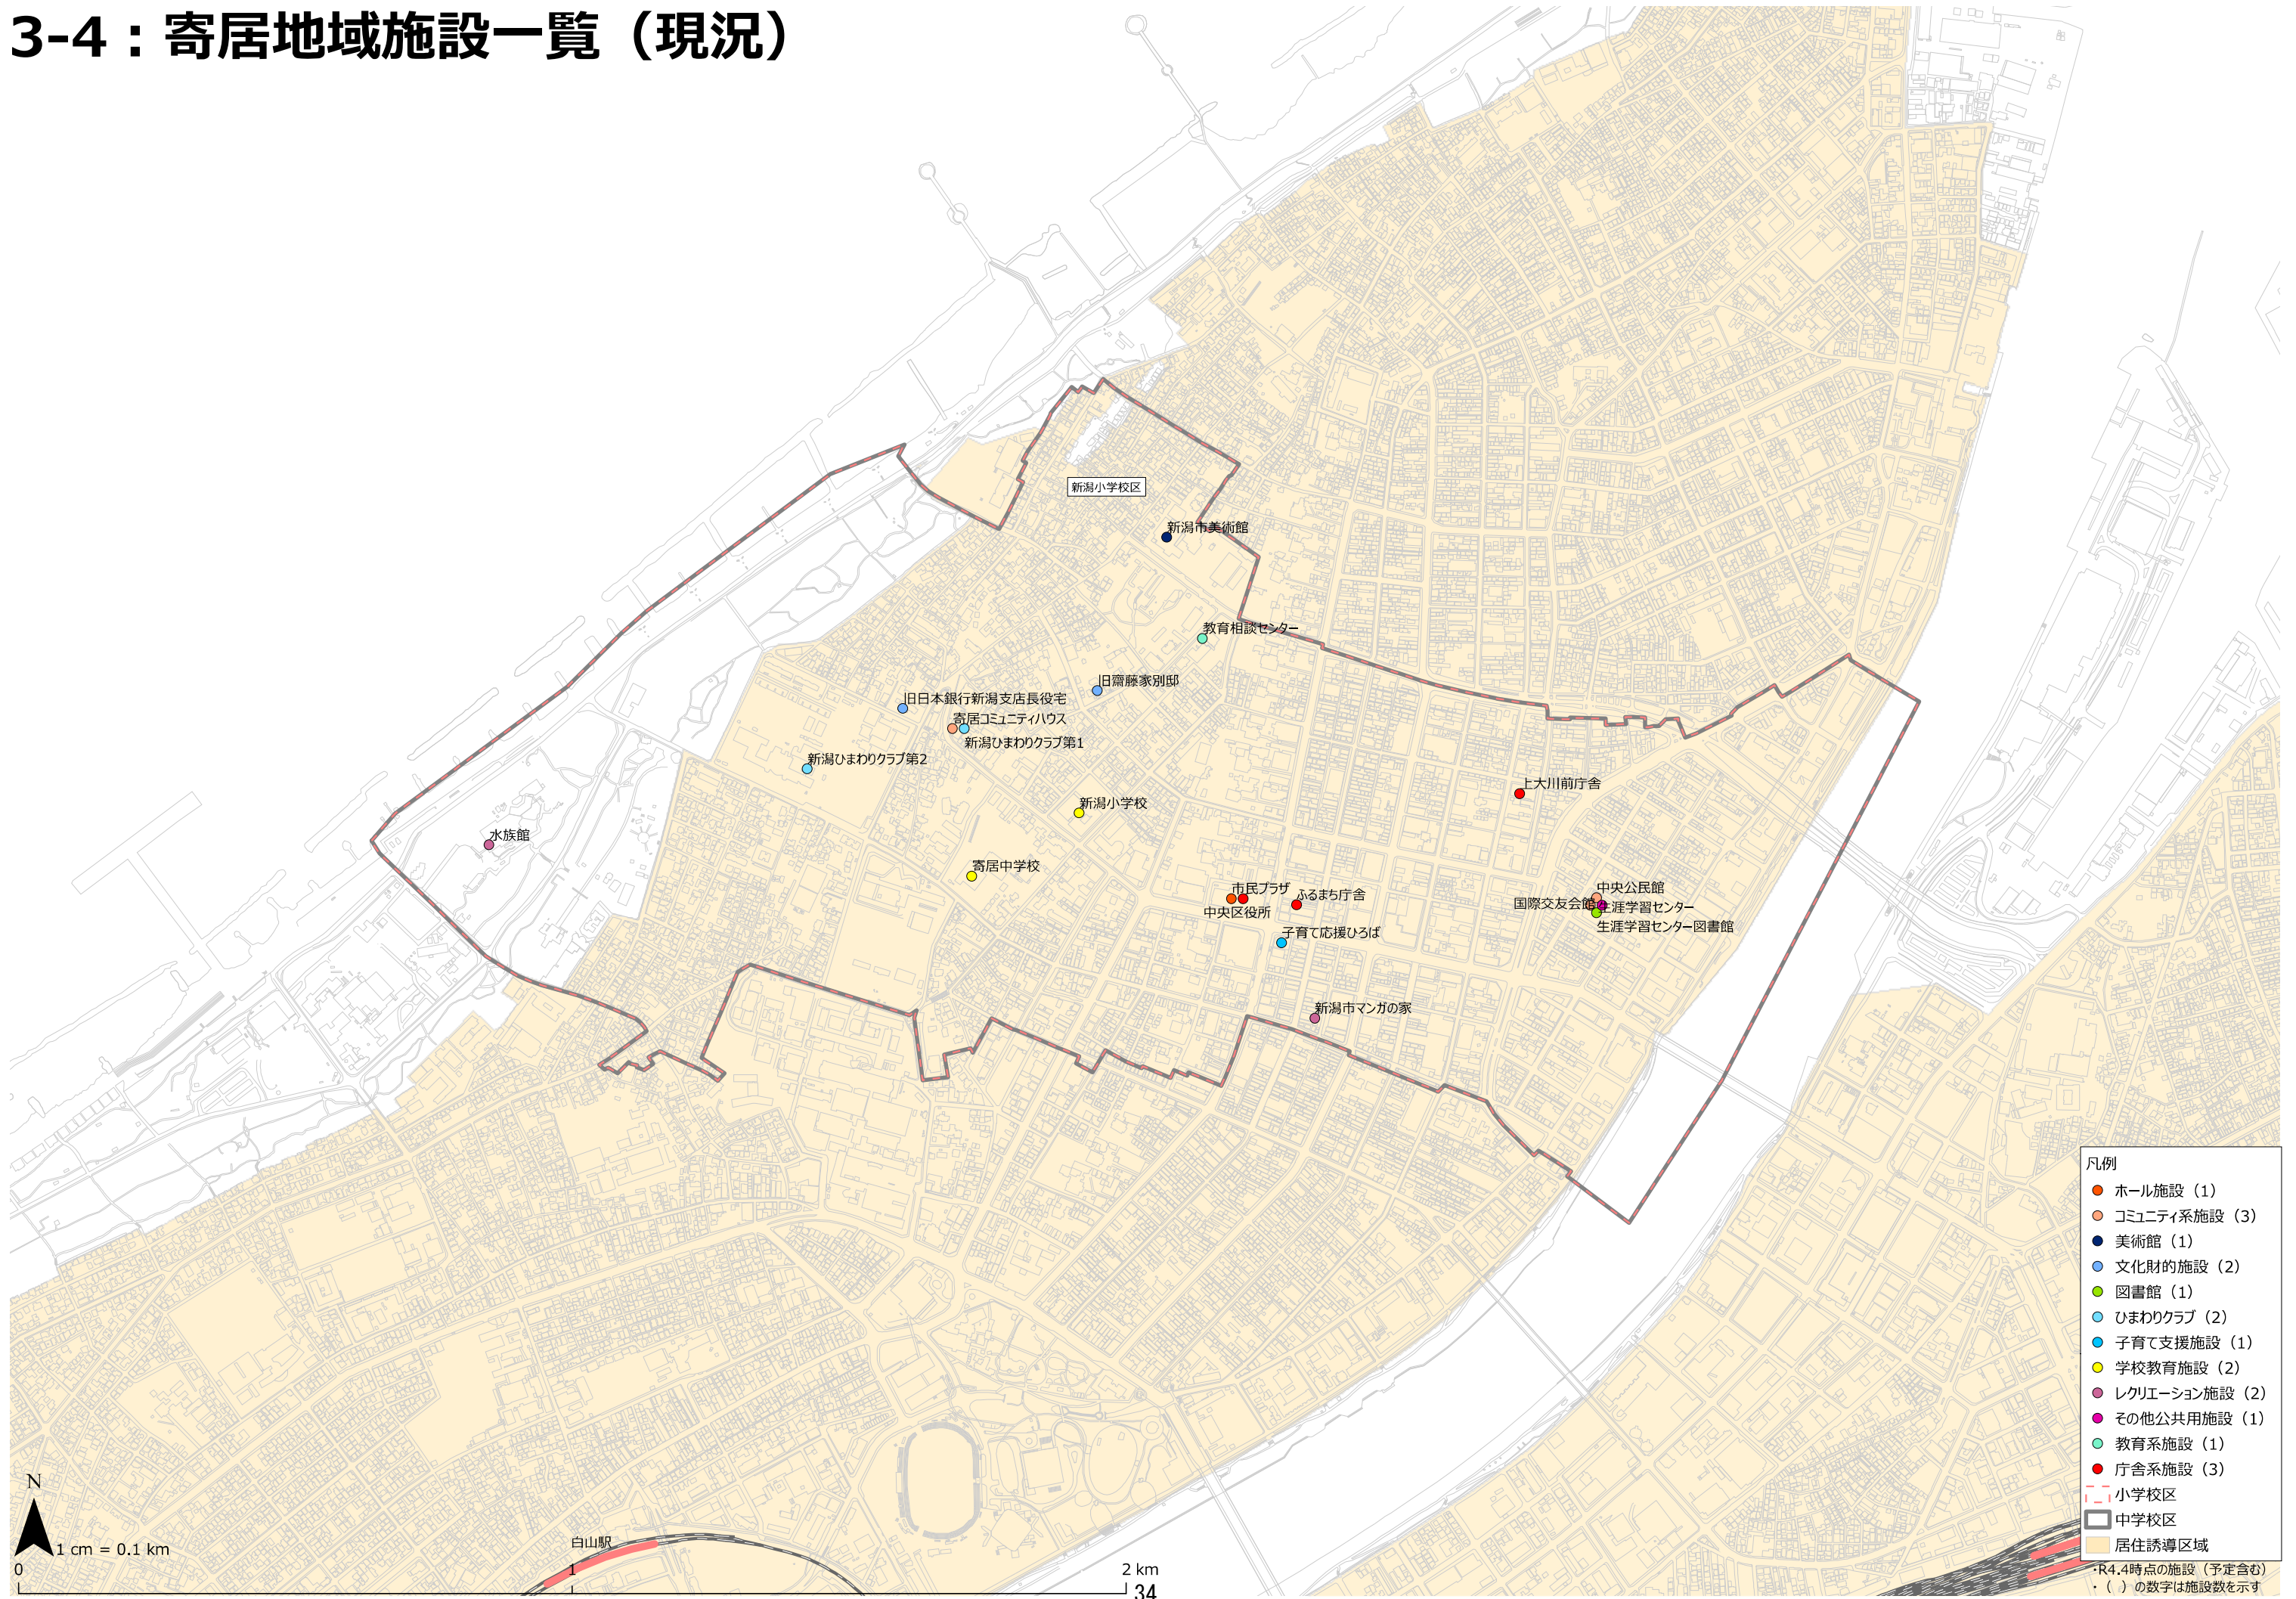 3-4：寄居地域施設一覧（現況）
新潟小学校区
新潟市美術館
教育相談センター
旧齋藤家別邸
旧日本銀行新潟支店長役宅
寄居コミュニティハウス
新潟ひまわりクラブ第1
新潟ひまわりクラブ第2
上大川前庁舎
新潟小学校
水族館
寄居中学校
市民プラザ
中央区役所
ふるまち庁舎
中央公民館
国際交友会館
生涯学習センター
生涯学習センター図書館
子育て応援ひろば
新潟市マンガの家
凡例
ホール施設（1）
コミュニティ系施設（3）
美術館（1）
文化財的施設（2）
図書館（1）
ひまわりクラブ（2）
子育て支援施設（1）
学校教育施設（2）
レクリエーション施設（2）
その他公共用施設（1）
教育系施設（1）
庁舎系施設（3）
小学校区
中学校区
居住誘導区域
・R4.4時点の施設（予定含む）
・（ ）の数字は施設数を示す
N
1 cm = 0.1 km
白山駅
0
1
2 km
34